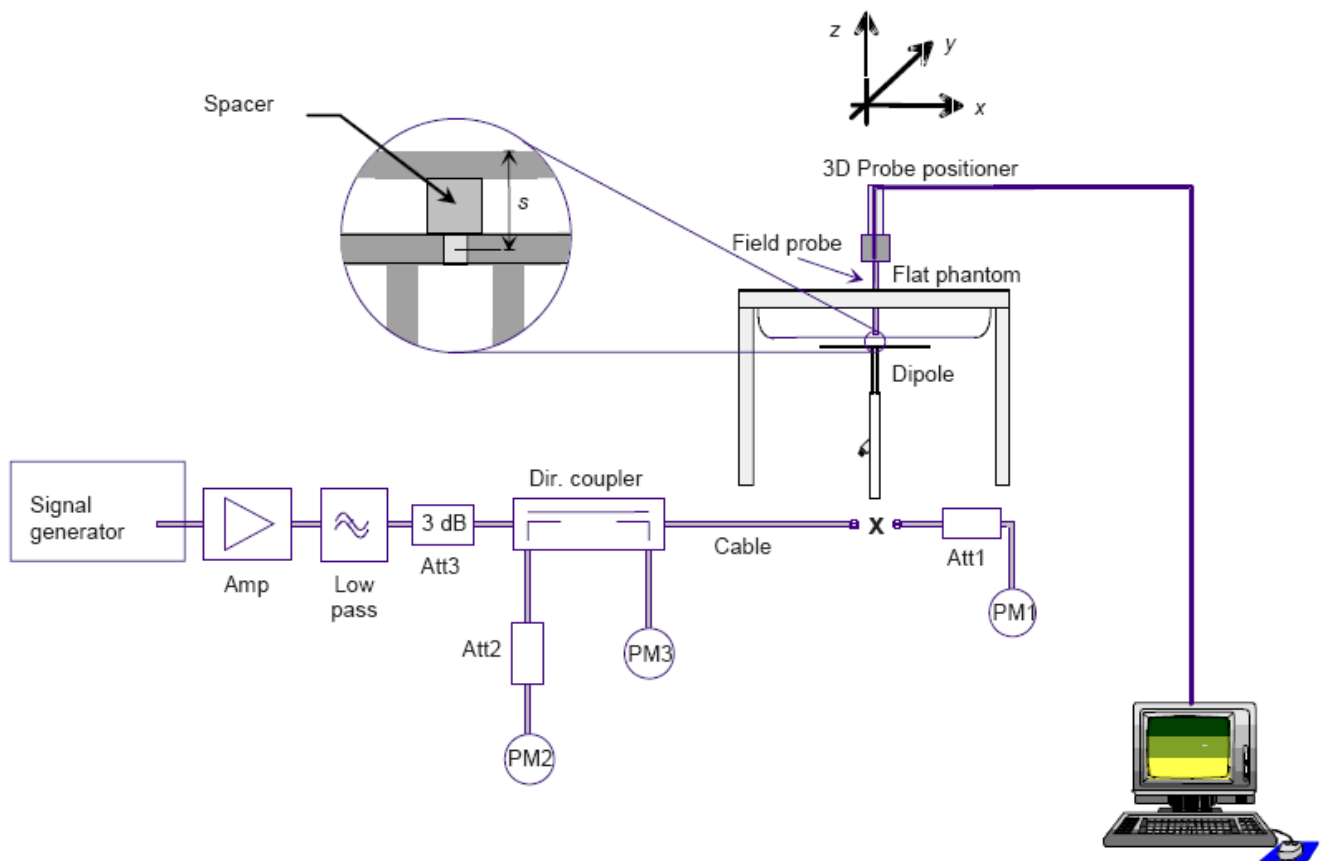 z
y
x
Spacer
s
3D Probe positioner
Field probe
Flat phantom
Dipole
Signal
generator
Amp
Low
pass
3 dB
Att3
Dir. coupler
Cable
X
Att1
PM1
Att2
PM3
PM2